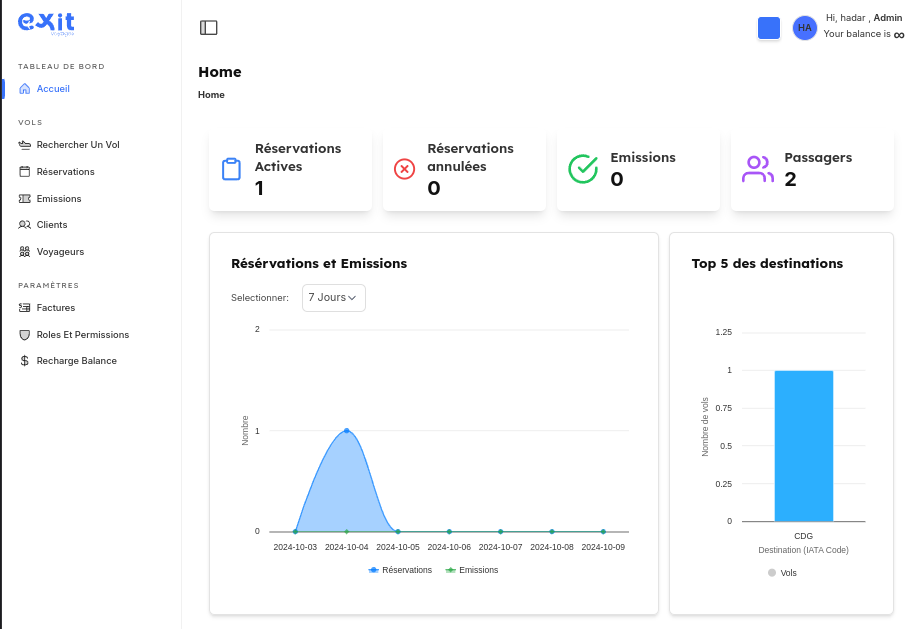 exit
voyages
TABLEAU DE BORD
Accueil
VOLS
Rechercher Un Vol
Réservations
Emissions
Clients
Voyageurs
PARAMÈTRES
Factures
Roles Et Permissions
Recharge Balance
HA
Hi, hadar , Admin
Your balance is ∞
Home
Home
Réservations
Actives
1
Réservations
annulées
0
Emissions
0
Passagers
2
Résérvations et Emissions
Selectionner:
7 Jours
2
1
0
Nombre
2024-10-03 2024-10-04 2024-10-05 2024-10-06 2024-10-07 2024-10-08 2024-10-09
Réservations Emissions
Top 5 des destinations
1.25
1
0.75
0.5
0.25
0
Nombre de vols
CDG
Destination (IATA Code)
Vols